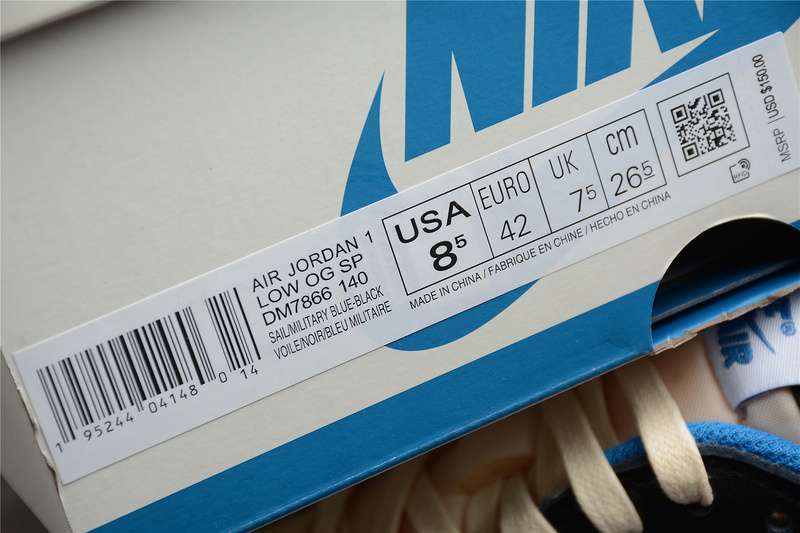 NIK
AIR JORDAN 1
LOW OG SP
DM7866 140
SAIL/MILITARY BLUE-BLACK
VOILE/NOIR/BLEU MILITAIRE
1 95244 04148 0 14
USA
8⁵
EURO
42
UK
7⁵
cm
26⁵
MADE IN CHINA / FABRIQUE EN CHINE / HECHO EN CHINA
RFID
MSRP | USD $150.00
AIR